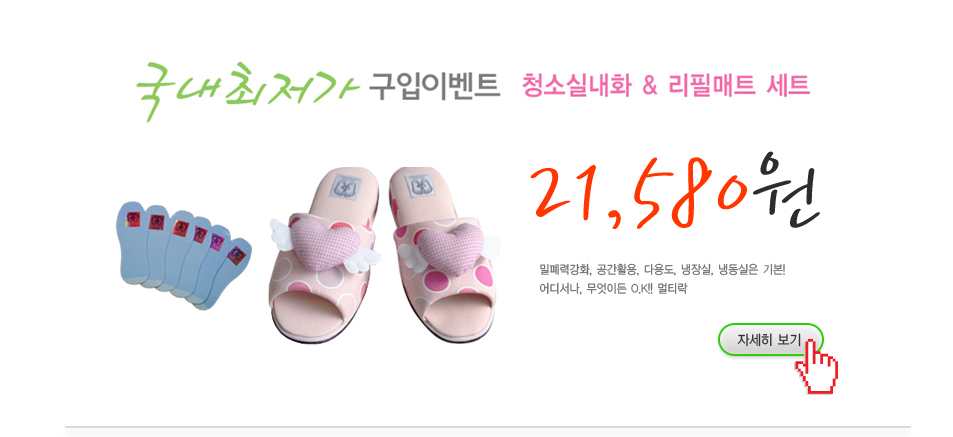 국내최저가 구입이벤트 청소실내화 & 리필매트 세트
21,580원
밀폐력강화, 공간활용, 다용도, 냉장실, 냉동실은 기본!
어디서나, 무엇이든 O.K!! 멀티락
자세히 보기